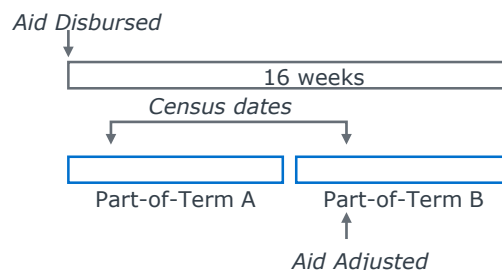 Aid Disbursed
16 weeks
Census dates
Part-of-Term A
Part-of-Term B
Aid Adjusted